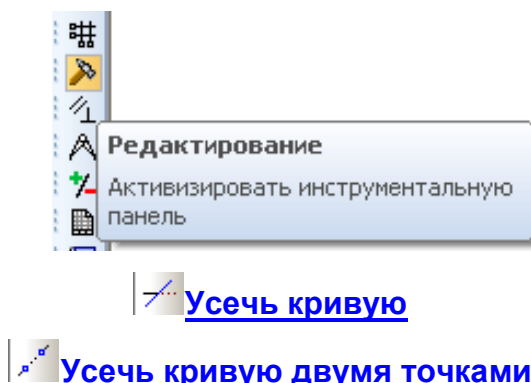 Редактирование
Активизировать инструментальную
панель
Усечь кривую
Усечь кривую двумя точками